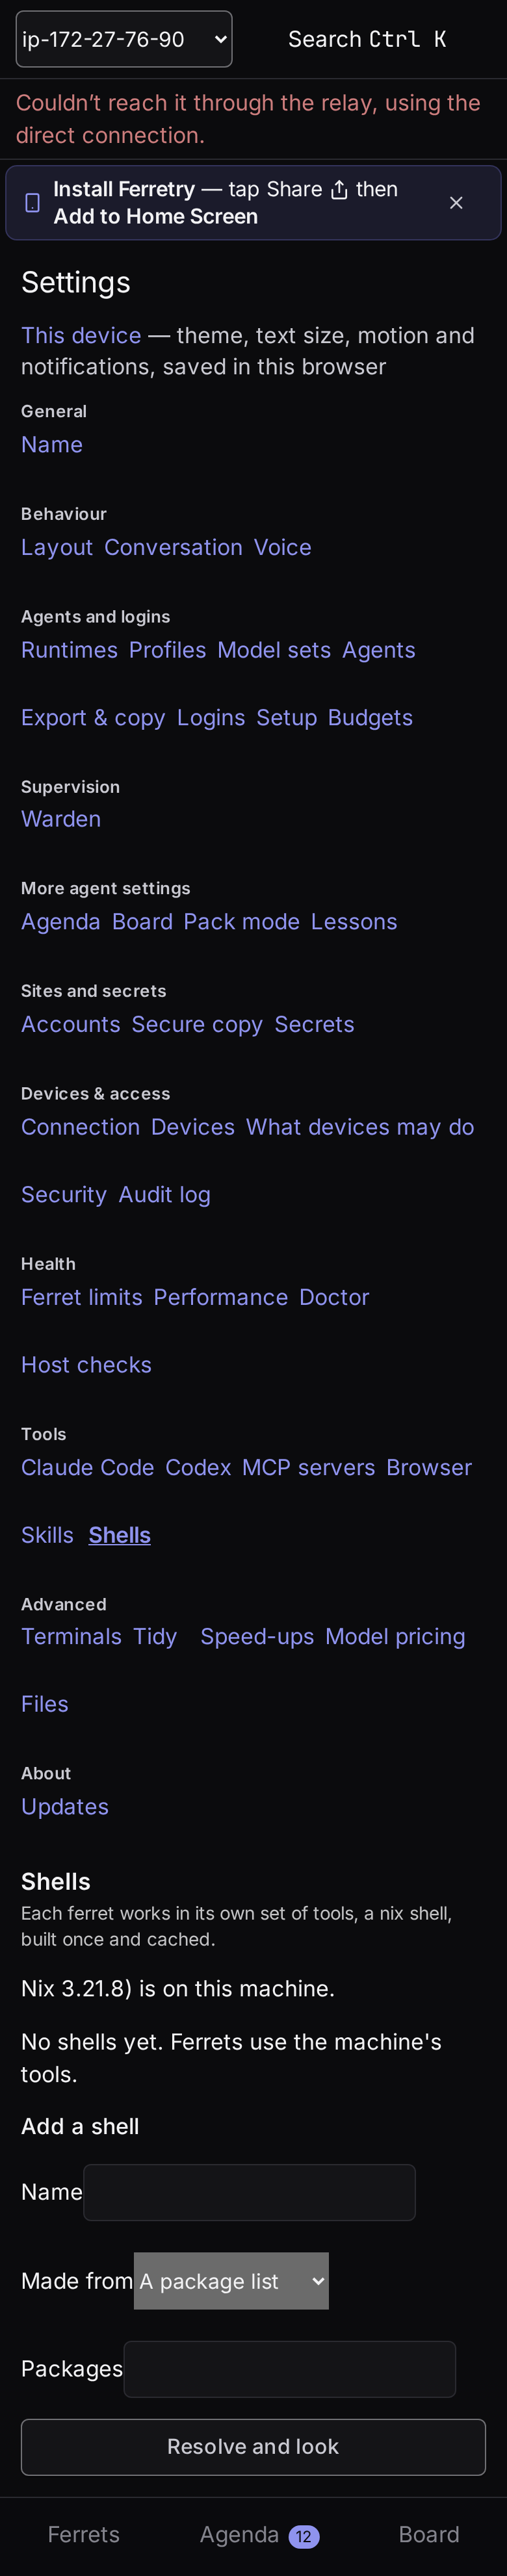 ip-172-27-76-90
Search Ctrl K
Couldn’t reach it through the relay, using the
direct connection.
Install Ferretry — tap Share then
Add to Home Screen
Settings
This device — theme, text size, motion and
notifications, saved in this browser
General
Name
Behaviour
Layout Conversation Voice
Agents and logins
Runtimes Profiles Model sets Agents
Export & copy Logins Setup Budgets
Supervision
Warden
More agent settings
Agenda Board Pack mode Lessons
Sites and secrets
Accounts Secure copy Secrets
Devices & access
Connection Devices What devices may do
Security Audit log
Health
Ferret limits Performance Doctor
Host checks
Tools
Claude Code Codex MCP servers Browser
Skills Shells
Advanced
Terminals Tidy Speed-ups Model pricing
Files
About
Updates
Shells
Each ferret works in its own set of tools, a nix shell,
built once and cached.
Nix 3.21.8) is on this machine.
No shells yet. Ferrets use the machine's
tools.
Add a shell
Name
Made from A package list
Packages
Resolve and look
Ferrets Agenda 12 Board